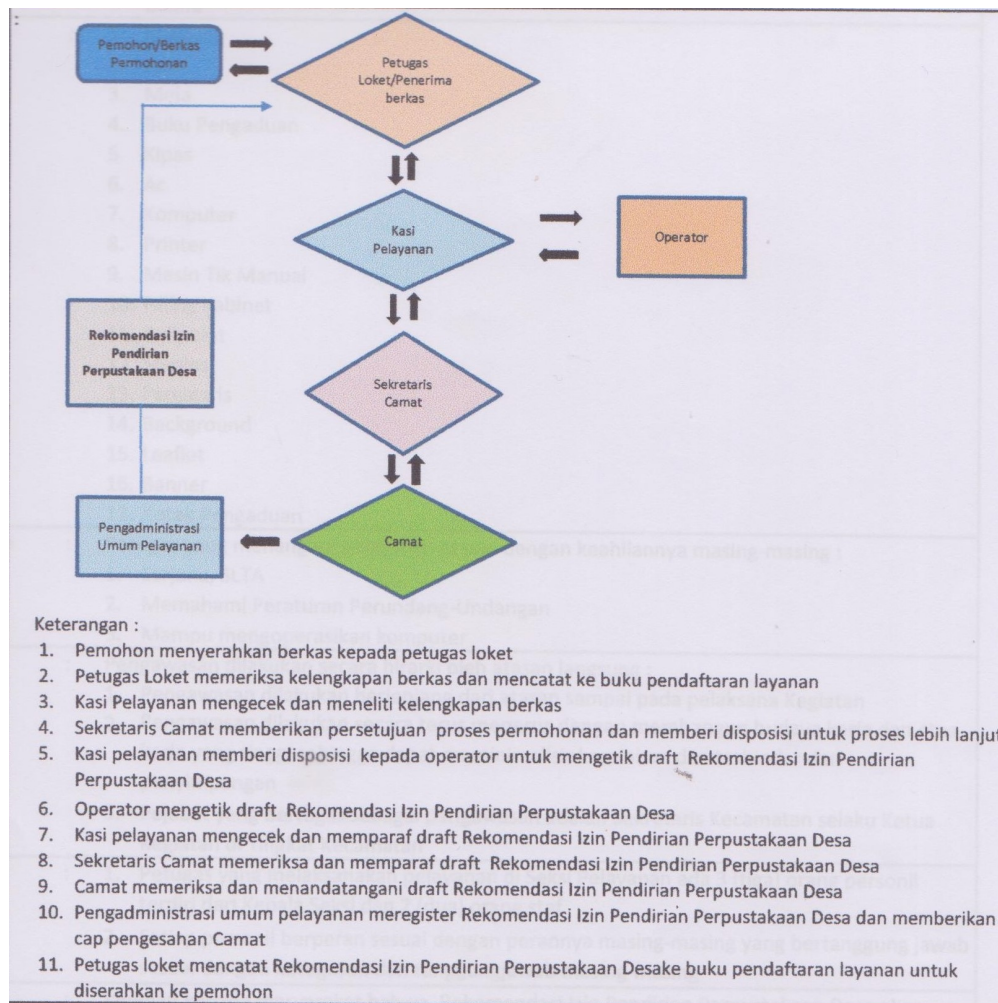 :
Pemohon/Berkas
Permohonan
Petugas
Loket/Penerima
berkas
Kasi
Pelayanan
Operator
Rekomendasi Izin
Pendirian
Perpustakaan Desa
Sekretaris
Camat
Pengadministrasi
Umum Pelayanan
Camat
Keterangan :
1. Pemohon menyerahkan berkas kepada petugas loket
2. Petugas Loket memeriksa kelengkapan berkas dan mencatat ke buku pendaftaran layanan
3. Kasi Pelayanan mengecek dan meneliti kelengkapan berkas
4. Sekretaris Camat memberikan persetujuan proses permohonan dan memberi disposisi untuk proses lebih lanjut
5. Kasi pelayanan memberi disposisi kepada operator untuk mengetik draft Rekomendasi Izin Pendirian
Perpustakaan Desa
6. Operator mengetik draft Rekomendasi Izin Pendirian Perpustakaan Desa
7. Kasi pelayanan mengecek dan memparaf draft Rekomendasi Izin Pendirian Perpustakaan Desa
8. Sekretaris Camat memeriksa dan memparaf draft Rekomendasi Izin Pendirian Perpustakaan Desa
9. Camat memeriksa dan menandatangani draft Rekomendasi Izin Pendirian Perpustakaan Desa
10. Pengadministrasi umum pelayanan meregister Rekomendasi Izin Pendirian Perpustakaan Desa dan memberikan
cap pengesahan Camat
11. Petugas loket mencatat Rekomendasi Izin Pendirian Perpustakaan Desake buku pendaftaran layanan untuk
diserahkan ke pemohon